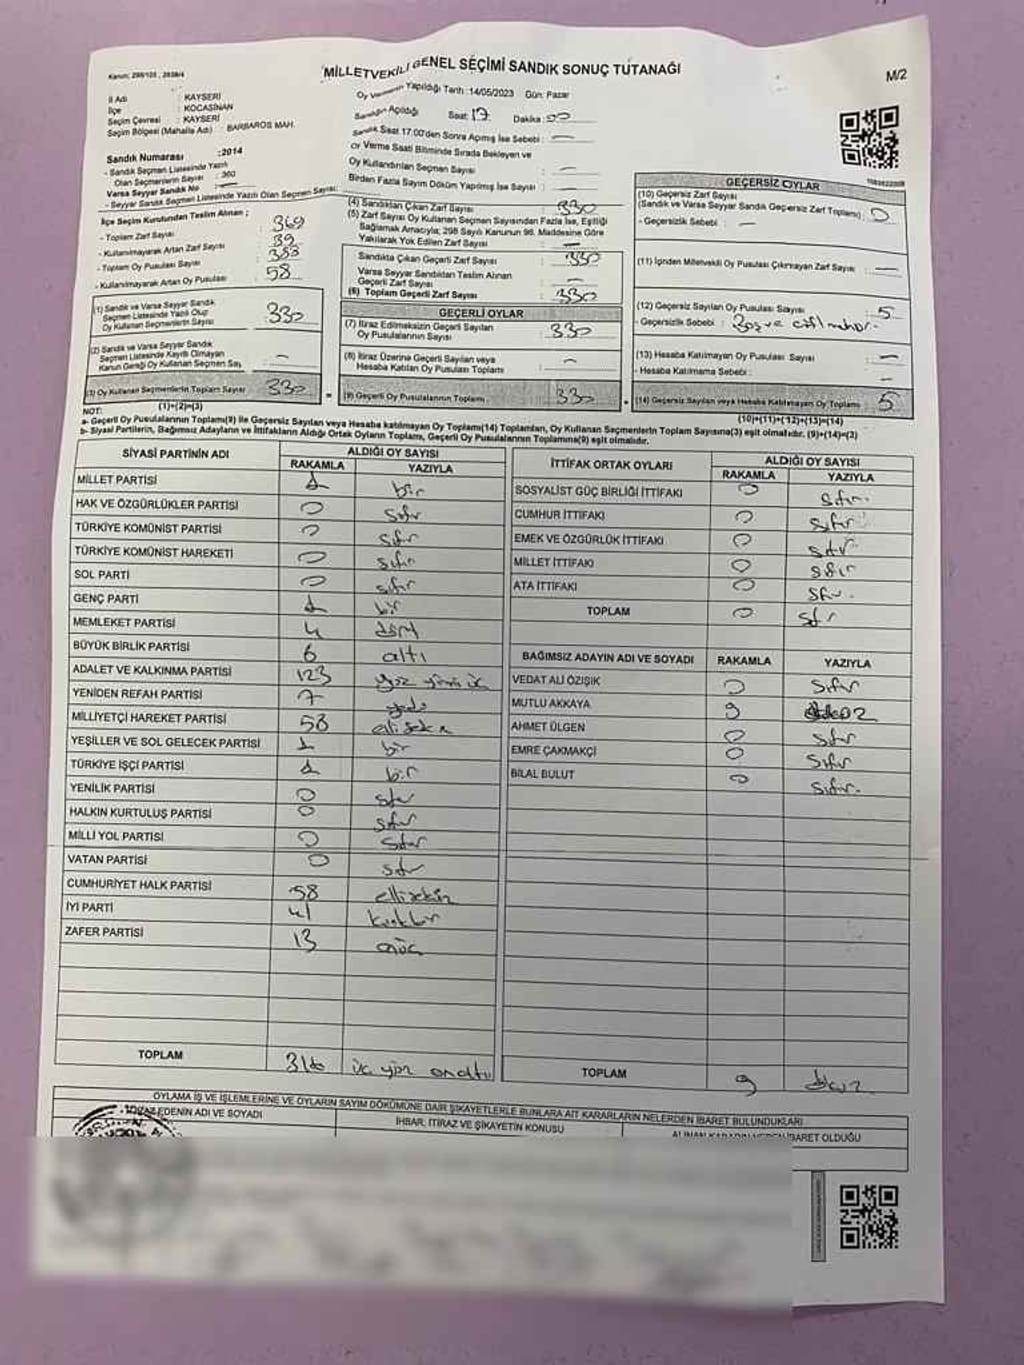 Kanun: 298/105 , 2839/4
MİLLETVEKİLİ GENEL SEÇİMİ SANDIK SONUÇ TUTANAĞI
M/2
İl Adı : KAYSERİ
İlçe : KOCASİNAN
Seçim Çevresi : KAYSERİ
Seçim Bölgesi (Mahalle Adı) BARBAROS MAH.
Sandık Numarası :2014
- Sandık Seçmen Listesinde Yazılı
Olan Seçmenlerin Sayısı : 360
Varsa Seyyar Sandık No : —
- Seyyar Sandık Seçmen Listesinde Yazılı Olan Seçmen Sayısı:
İlçe Seçim Kurulundan Teslim Alınan ;
- Toplam Zarf Sayısı : 369
- Kullanılmayarak Artan Zarf Sayısı : 39
- Toplam Oy Pusulası Sayısı : 383
- Kullanılmayarak Artan Oy Pusulası : 58
(1) Sandık ve Varsa Seyyar Sandık
Seçmen Listesinde Yazılı Olup
Oy Kullanan Seçmenlerin Sayısı : 330
(2) Sandık ve Varsa Seyyar Sandık
Seçmen Listesinde Kayıtlı Olmayan
Kanun Gereği Oy Kullanan Seçmen Say. —
(3) Oy Kullanan Seçmenlerin Toplam Sayısı 330
(1)+(2)=(3)
Oy Vermenin Yapıldığı Tarih :14/05/2023 Gün: Pazar
Sandığın Açıldığı Saat: 17 Dakika :
Sandık Saat 17.00'den Sonra Açılmış İse Sebebi : —
Oy Verme Saati Bitiminde Sırada Bekleyen ve
Oy Kullandırılan Seçmen Sayısı : —
Birden Fazla Sayım Döküm Yapılmış İse Sayısı : —
(4) Sandıktan Çıkan Zarf Sayısı : 330
(5) Zarf Sayısı Oy Kullanan Seçmen Sayısından Fazla İse, Eşitliği
Sağlamak Amacıyla; 298 Sayılı Kanunun 98. Maddesine Göre
Yakılarak Yok Edilen Zarf Sayısı : —
Sandıkta Çıkan Geçerli Zarf Sayısı : 330
Varsa Seyyar Sandıktan Teslim Alınan
Geçerli Zarf Sayısı : —
(6) Toplam Geçerli Zarf Sayısı : 330
GEÇERLİ OYLAR
(7) İtiraz Edilmeksizin Geçerli Sayılan
Oy Pusulalarının Sayısı : 330
(8) İtiraz Üzerine Geçerli Sayılan veya
Hesaba Katılan Oy Pusulası Toplamı : —
(9) Geçerli Oy Pusulalarının Toplamı : 330
GEÇERSİZ OYLAR
(10) Geçersiz Zarf Sayısı
(Sandık ve Varsa Seyyar Sandık Geçersiz Zarf Toplamı) : 0
- Geçersizlik Sebebi : —
(11) İçinden Milletvekili Oy Pusulası Çıkmayan Zarf Sayısı : —
(12) Geçersiz Sayılan Oy Pusulası Sayısı : 5
- Geçersizlik Sebebi : Boş ve
(13) Hesaba Katılmayan Oy Pusulası Sayısı : —
- Hesaba Katılmama Sebebi : —
(14) Geçersiz Sayılan veya Hesaba Katılmayan Oy Toplamı 5
(10)+(11)+(12)+(13)=(14)
NOT:
a- Geçerli Oy Pusulalarının Toplamı(9) ile Geçersiz Sayılan veya Hesaba katılmayan Oy Toplamı(14) Toplamları, Oy Kullanan Seçmenlerin Toplam Sayısına(3) eşit olmalıdır. (9)+(14)=(3)
b- Siyasi Partilerin, Bağımsız Adayların ve İttifakların Aldığı Ortak Oyların Toplamı, Geçerli Oy Pusulalarının Toplamına(9) eşit olmalıdır.
SİYASİ PARTİNİN ADI ALDIĞI OY SAYISI
RAKAMLA YAZIYLA
MİLLET PARTİSİ 1 bir
HAK VE ÖZGÜRLÜKLER PARTİSİ 0 sıfır
TÜRKİYE KOMÜNİST PARTİSİ 0 sıfır
TÜRKİYE KOMÜNİST HAREKETİ 0 sıfır
SOL PARTİ 0 sıfır
GENÇ PARTİ 1 bir
MEMLEKET PARTİSİ 4 dört
BÜYÜK BİRLİK PARTİSİ 6 altı
ADALET VE KALKINMA PARTİSİ 123 yüz yirmi üç
YENİDEN REFAH PARTİSİ 7 yedi
MİLLİYETÇİ HAREKET PARTİSİ 58 elli sekiz
YEŞİLLER VE SOL GELECEK PARTİSİ 1 bir
TÜRKİYE İŞÇİ PARTİSİ 1 bir
YENİLİK PARTİSİ 0 sıfır
HALKIN KURTULUŞ PARTİSİ 0 sıfır
MİLLİ YOL PARTİSİ 0 sıfır
VATAN PARTİSİ 0 sıfır
CUMHURİYET HALK PARTİSİ 58 ellisekiz
İYİ PARTİ 41 kırkbir
ZAFER PARTİSİ 13 onüç
TOPLAM 316 üç yüz onaltı
İTTİFAK ORTAK OYLARI ALDIĞI OY SAYISI
RAKAMLA YAZIYLA
SOSYALİST GÜÇ BİRLİĞİ İTTİFAKI 0 sıfır.
CUMHUR İTTİFAKI 0 sıfır
EMEK VE ÖZGÜRLÜK İTTİFAKI 0 sıfır
MİLLET İTTİFAKI 0 sıfır
ATA İTTİFAKI 0 sıfır.
TOPLAM 0 sıfır
BAĞIMSIZ ADAYIN ADI VE SOYADI RAKAMLA YAZIYLA
VEDAT ALİ ÖZIŞIK 0 sıfır
MUTLU AKKAYA 9 dokuz
AHMET ÜLGEN 0 sıfır
EMRE ÇAKMAKÇİ 0 sıfır
BİLAL BULUT 0 sıfır.
TOPLAM 9 dokuz
OYLAMA İŞ VE İŞLEMLERİNE VE OYLARIN SAYIM DÖKÜMÜNE DAİR ŞİKAYETLERLE BUNLARA AİT KARARLARIN NELERDEN İBARET BULUNDUKLARI
İTİRAZ EDENİN ADI VE SOYADI
İHBAR, İTİRAZ VE ŞİKAYETİN KONUSU
ALINAN KARARIN NEDEN İBARET OLDUĞU